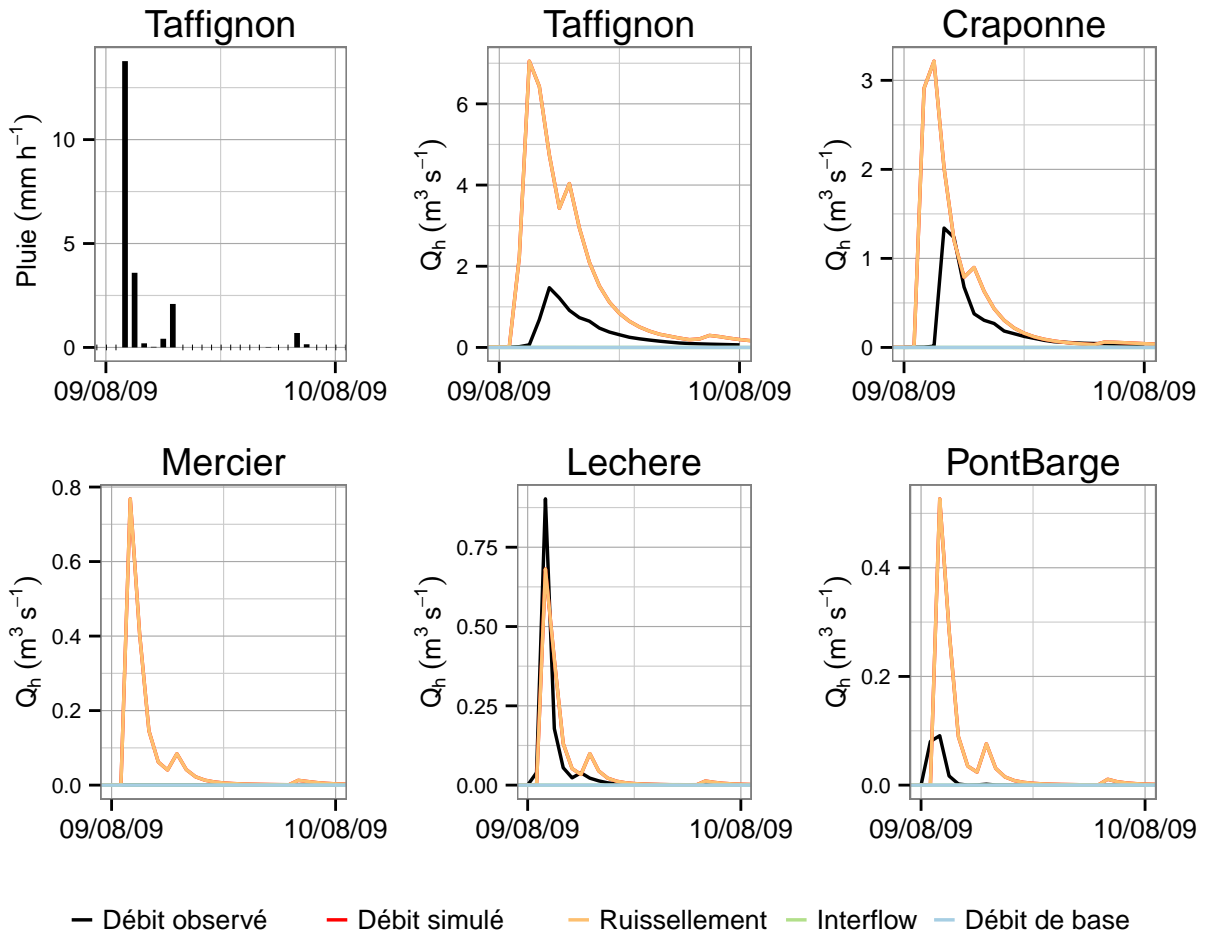 Taffignon
Pluie (mm h⁻¹)
10
5
0
09/08/09 10/08/09
Taffignon
Qₕ (m³ s⁻¹)
6
4
2
0
09/08/09 10/08/09
Craponne
Qₕ (m³ s⁻¹)
3
2
1
0
09/08/09 10/08/09
Mercier
Qₕ (m³ s⁻¹)
0.8
0.6
0.4
0.2
0.0
09/08/09 10/08/09
Lechere
Qₕ (m³ s⁻¹)
0.75
0.50
0.25
0.00
09/08/09 10/08/09
PontBarge
Qₕ (m³ s⁻¹)
0.4
0.2
0.0
09/08/09 10/08/09
Débit observé Débit simulé Ruissellement Interflow Débit de base